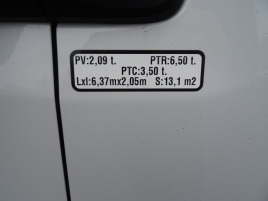 PV:2,09 t. PTR:6,50 t.
PTC:3,50 t.
Lxl:6,37mx2,05m S:13,1 m2